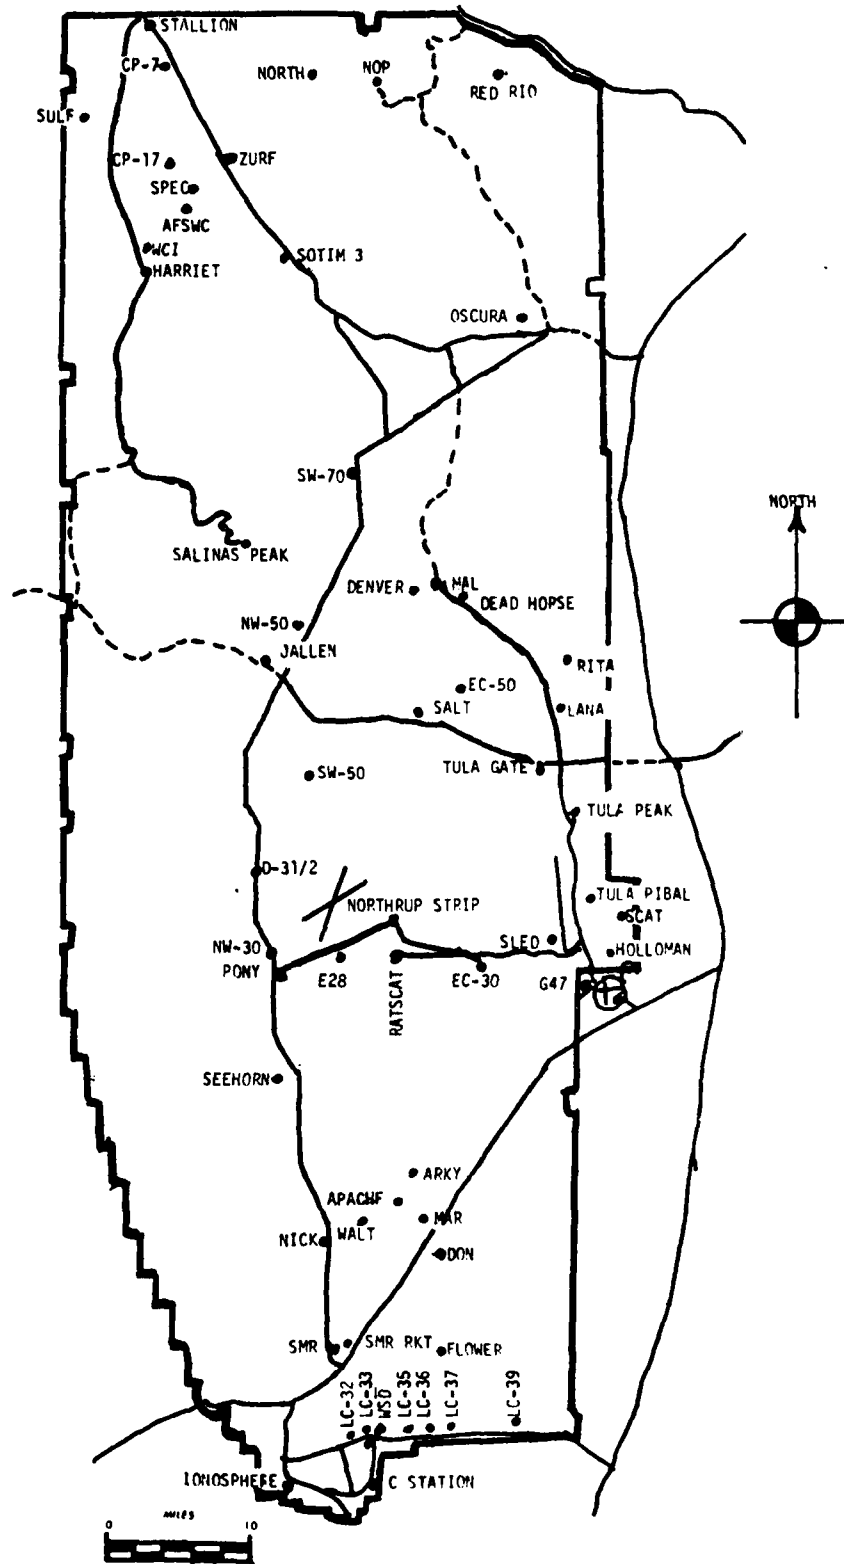 STALLION
CP-7
NORTH
NOP
RED RIO
SULF
CP-17
ZURF
SPEC
AFSWC
WCI
HARRIET
SOTIM 3
OSCURA
SW-70
NORTH
SALINAS PEAK
DENVER
MAL
DEAD HORSE
NW-50
JALLEN
RITA
EC-50
SALT
LANA
TULA GATE
SW-50
TULA PEAK
D-31/2
NORTHRUP STRIP
TULA PIBAL
SCAT
SLED
HOLLOMAN
NW-30
PONY
E28
RATSCAT
EC-30
G47
SEEHORN
ARKY
APACHE
WALT
MAR
NICK
DON
SMR
SMR RKT
FLOWER
LC-32
LC-33
WSD
LC-35
LC-36
LC-37
LC-39
IONOSPHERE
C STATION
MILES
0 10